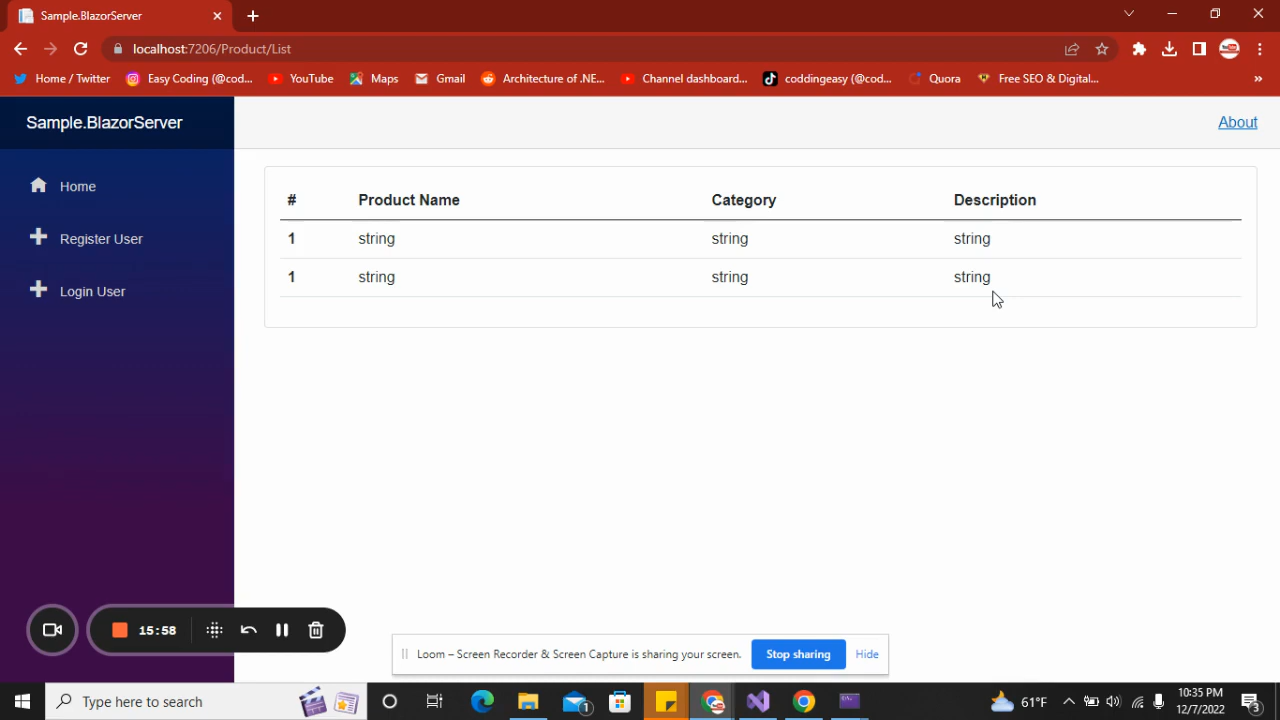 Sample.BlazorServer
localhost:7206/Product/List
Home / Twitter
Easy Coding (@cod...
YouTube
Maps
Gmail
Architecture of .NE...
Channel dashboard...
coddingeasy (@cod...
Quora
Free SEO & Digital...
»
Sample.BlazorServer
About
Home
Register User
Login User
# Product Name Category Description
1 string string string
1 string string string
15:58
Loom – Screen Recorder & Screen Capture is sharing your screen.
Stop sharing
Hide
Type here to search
1
61°F
10:35 PM
12/7/2022
3